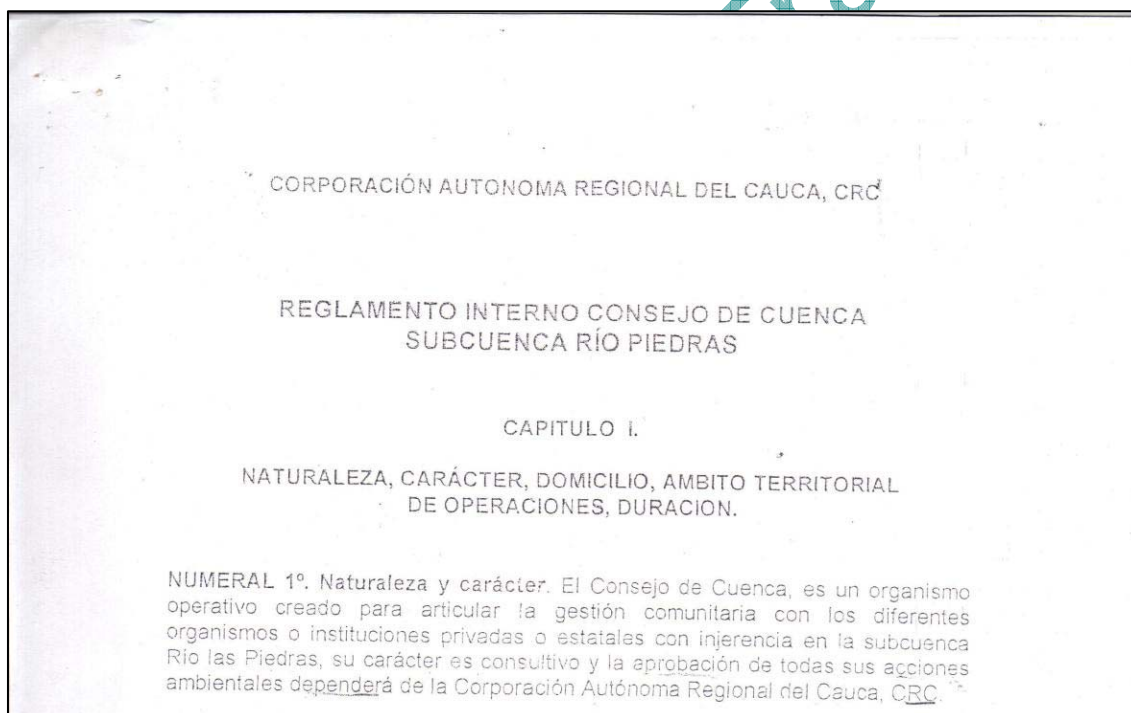 CORPORACIÓN AUTONOMA REGIONAL DEL CAUCA, CRC
REGLAMENTO INTERNO CONSEJO DE CUENCA
SUBCUENCA RÍO PIEDRAS
CAPITULO I.
NATURALEZA, CARÁCTER, DOMICILIO, AMBITO TERRITORIAL
DE OPERACIONES, DURACION.
NUMERAL 1º. Naturaleza y carácter. El Consejo de Cuenca, es un organismo
operativo creado para articular la gestión comunitaria con los diferentes
organismos o instituciones privadas o estatales con injerencia en la subcuenca
Río las Piedras, su carácter es consultivo y la aprobación de todas sus acciones
ambientales dependerá de la Corporación Autónoma Regional del Cauca, CRC.